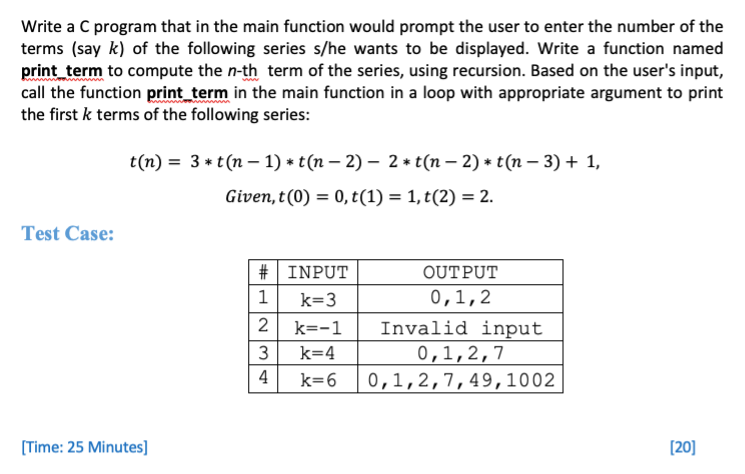 Write a C program that in the main function would prompt the user to enter the number of the
terms (say k) of the following series s/he wants to be displayed. Write a function named
print_term to compute the n-th term of the series, using recursion. Based on the user's input,
call the function print_term in the main function in a loop with appropriate argument to print
the first k terms of the following series:
t(n) = 3 * t(n − 1) * t(n − 2) − 2 * t(n − 2) * t(n − 3) + 1,
Given, t(0) = 0, t(1) = 1, t(2) = 2.
Test Case:
# INPUT OUTPUT
1 k=3 0,1,2
2 k=-1 Invalid input
3 k=4 0,1,2,7
4 k=6 0,1,2,7,49,1002
[Time: 25 Minutes] [20]